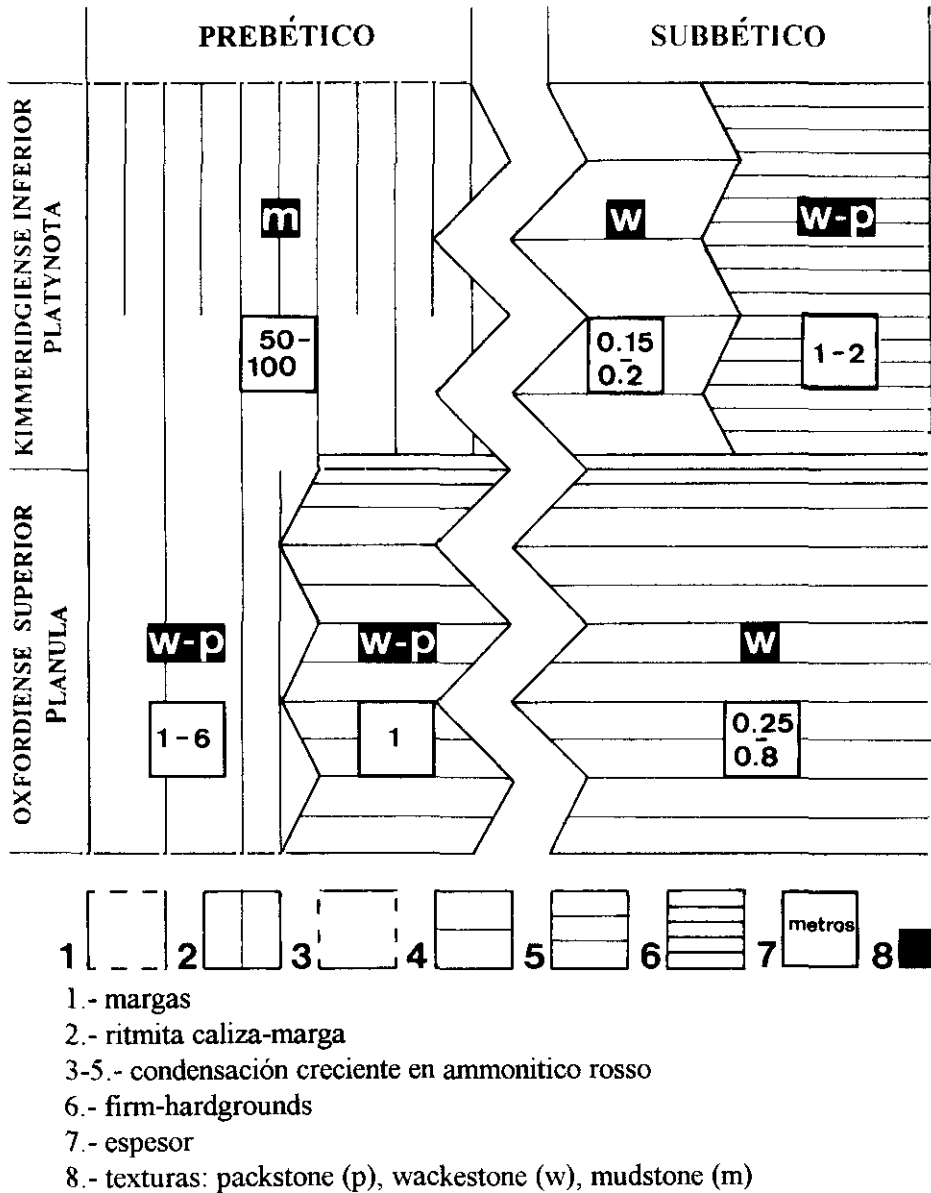 PREBÉTICO
SUBBÉTICO
KIMMERIDGIENSE INFERIOR
PLATYNOTA
m
w
w-p
50-
100
0.15
-
0.2
1-2
OXFORDIENSE SUPERIOR
PLANULA
w-p
w-p
w
1-6
1
0.25
-
0.8
1 2 3 4 5 6 7 metros 8
1.- margas
2.- ritmita caliza-marga
3-5.- condensación creciente en ammonitico rosso
6.- firm-hardgrounds
7.- espesor
8.- texturas: packstone (p), wackestone (w), mudstone (m)